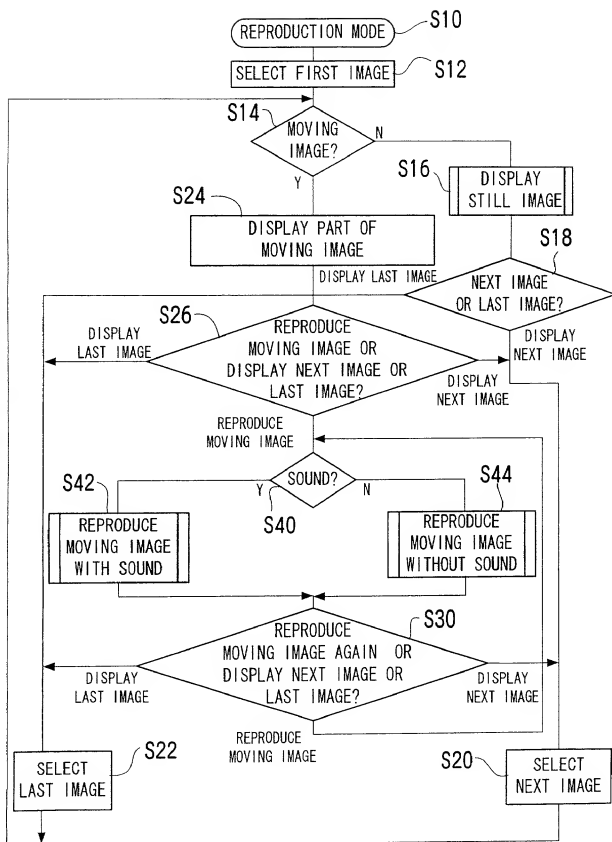 REPRODUCTION MODE
S10
SELECT FIRST IMAGE
S12
S14
MOVING
IMAGE?
N
Y
S16
DISPLAY
STILL IMAGE
S24
DISPLAY PART OF
MOVING IMAGE
S18
NEXT IMAGE
OR LAST IMAGE?
DISPLAY LAST IMAGE
DISPLAY
NEXT IMAGE
S26
REPRODUCE
MOVING IMAGE OR
DISPLAY NEXT IMAGE OR
LAST IMAGE?
DISPLAY
LAST IMAGE
DISPLAY
NEXT IMAGE
REPRODUCE
MOVING IMAGE
SOUND?
Y
N
S40
S42
REPRODUCE
MOVING IMAGE
WITH SOUND
S44
REPRODUCE
MOVING IMAGE
WITHOUT SOUND
S30
REPRODUCE
MOVING IMAGE AGAIN OR
DISPLAY NEXT IMAGE OR
LAST IMAGE?
DISPLAY
LAST IMAGE
DISPLAY
NEXT IMAGE
REPRODUCE
MOVING IMAGE
S22
SELECT
LAST IMAGE
S20
SELECT
NEXT IMAGE